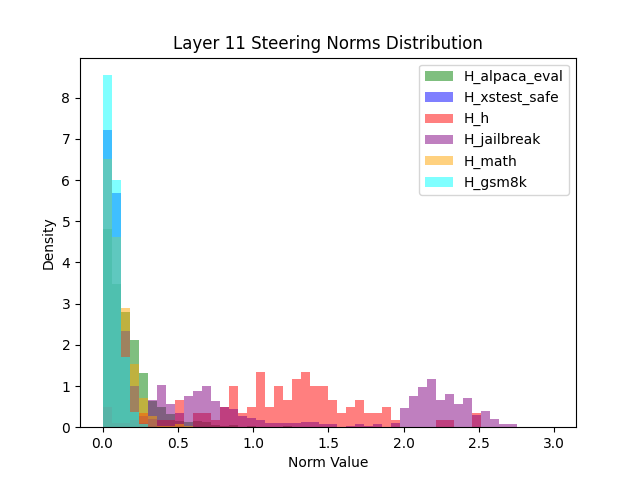 Layer 11 Steering Norms Distribution
H_alpaca_eval
H_xstest_safe
H_h
H_jailbreak
H_math
H_gsm8k
8
7
6
5
4
3
2
1
0
Density
0.0 0.5 1.0 1.5 2.0 2.5 3.0
Norm Value